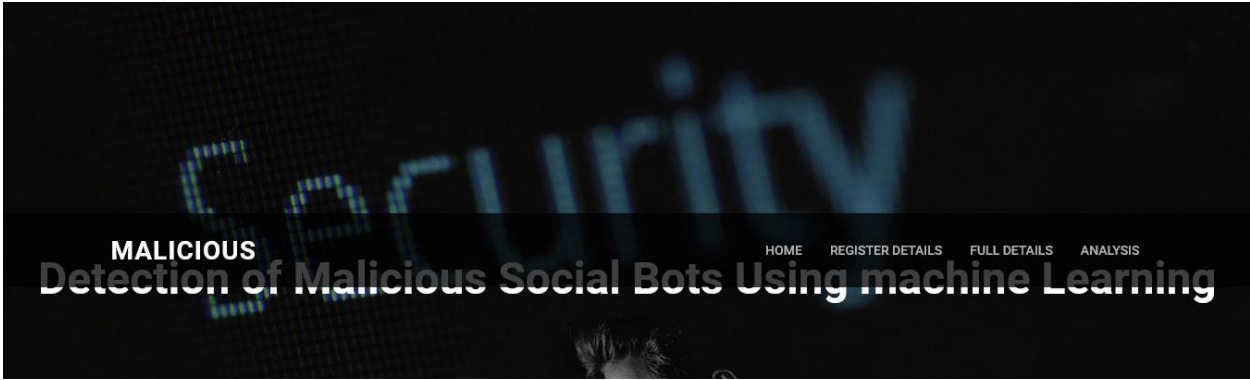 Security
MALICIOUS HOME REGISTER DETAILS FULL DETAILS ANALYSIS
Detection of Malicious Social Bots Using machine Learning